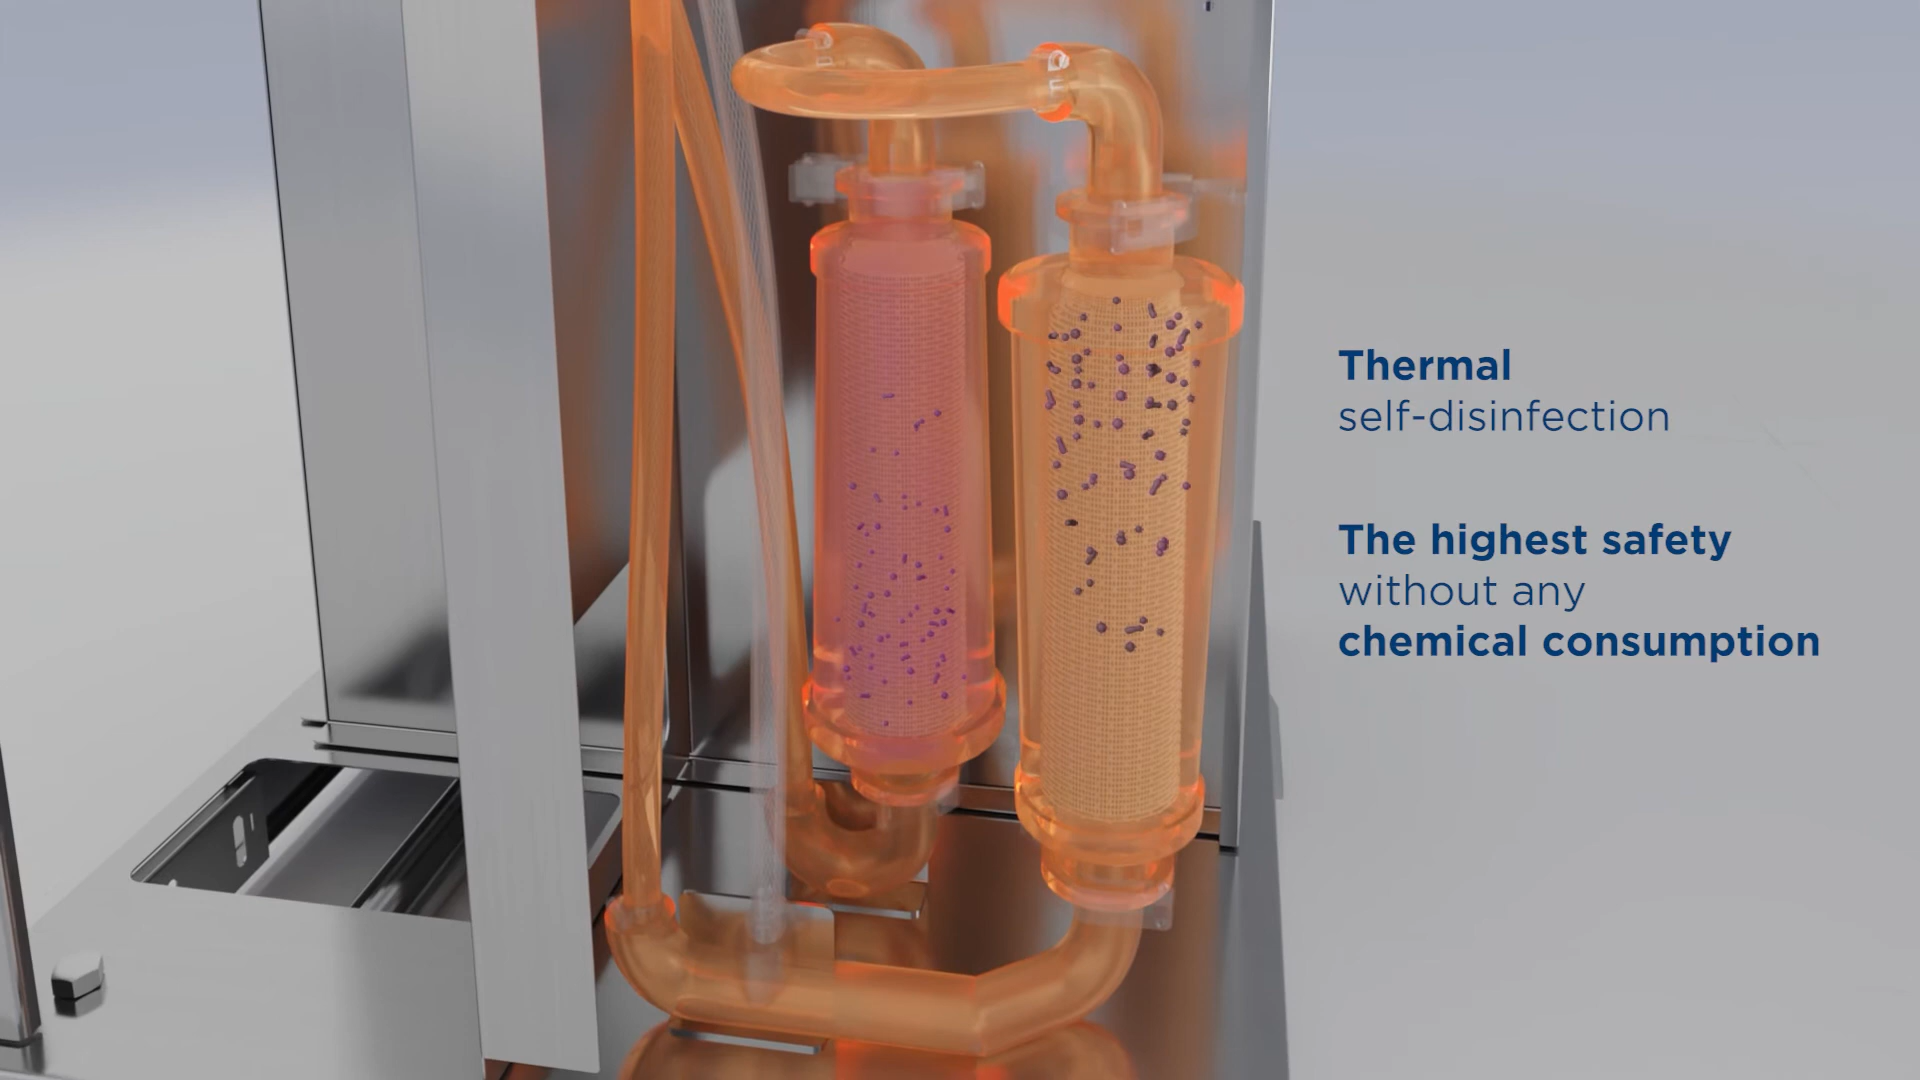 Thermal
self-disinfection
The highest safety
without any
chemical consumption